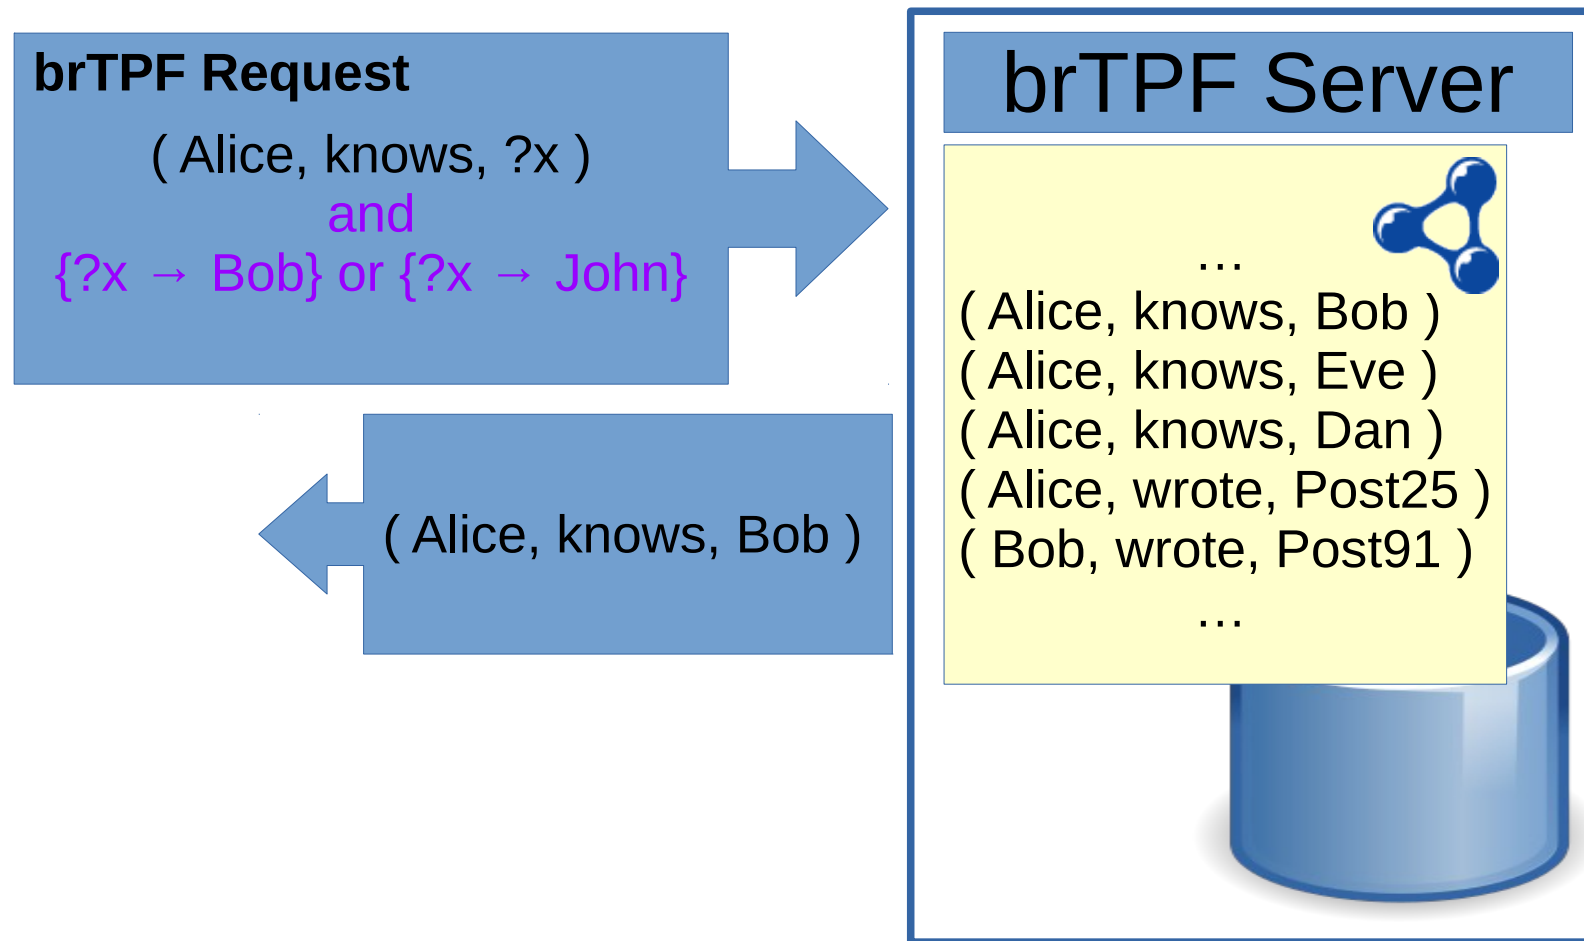 brTPF Request
( Alice, knows, ?x )
and
{?x → Bob} or {?x → John}
( Alice, knows, Bob )
brTPF Server
…
( Alice, knows, Bob )
( Alice, knows, Eve )
( Alice, knows, Dan )
( Alice, wrote, Post25 )
( Bob, wrote, Post91 )
…